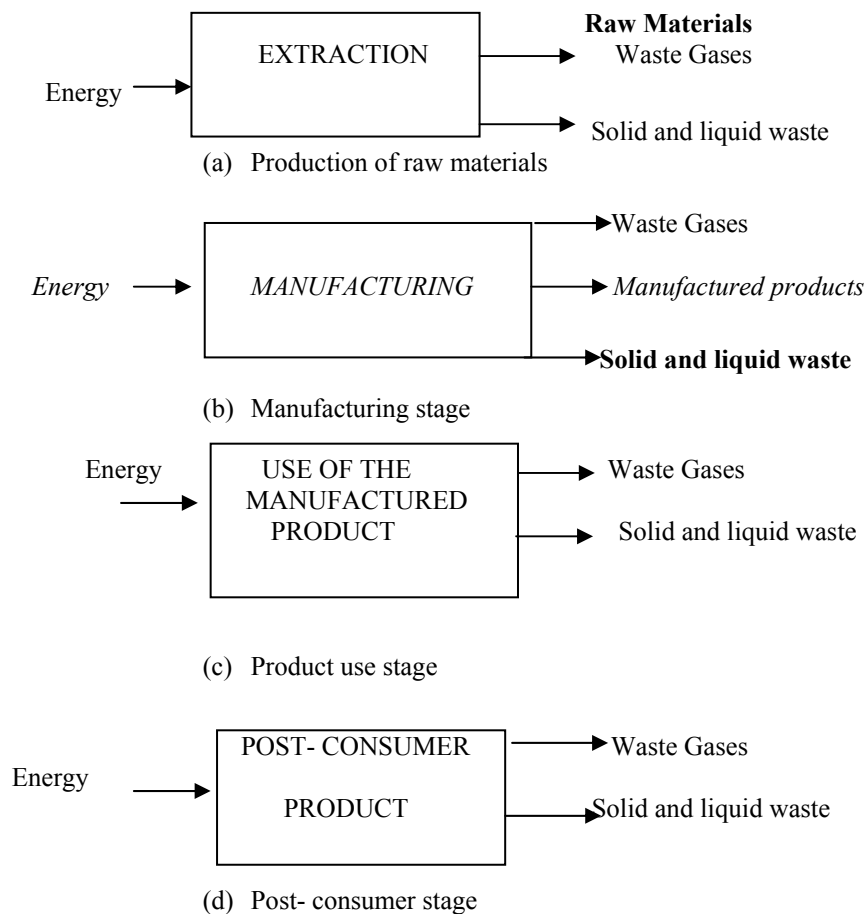 Raw Materials
EXTRACTION Waste Gases
Energy
Solid and liquid waste
(a) Production of raw materials
Waste Gases
Energy MANUFACTURING Manufactured products
Solid and liquid waste
(b) Manufacturing stage
Energy USE OF THE Waste Gases
MANUFACTURED
PRODUCT Solid and liquid waste
(c) Product use stage
POST- CONSUMER Waste Gases
Energy
PRODUCT Solid and liquid waste
(d) Post- consumer stage